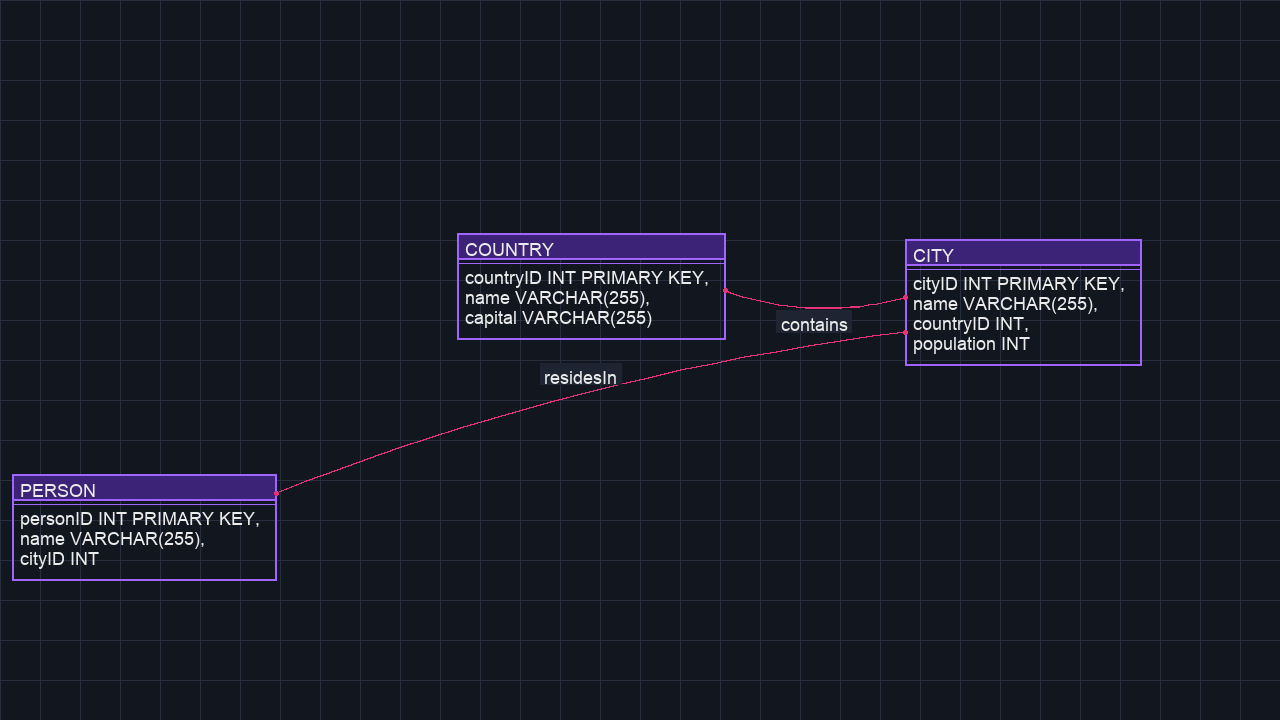 COUNTRY
countryID INT PRIMARY KEY,
name VARCHAR(255),
capital VARCHAR(255)
CITY
cityID INT PRIMARY KEY,
name VARCHAR(255),
countryID INT,
population INT
contains
residesIn
PERSON
personID INT PRIMARY KEY,
name VARCHAR(255),
cityID INT